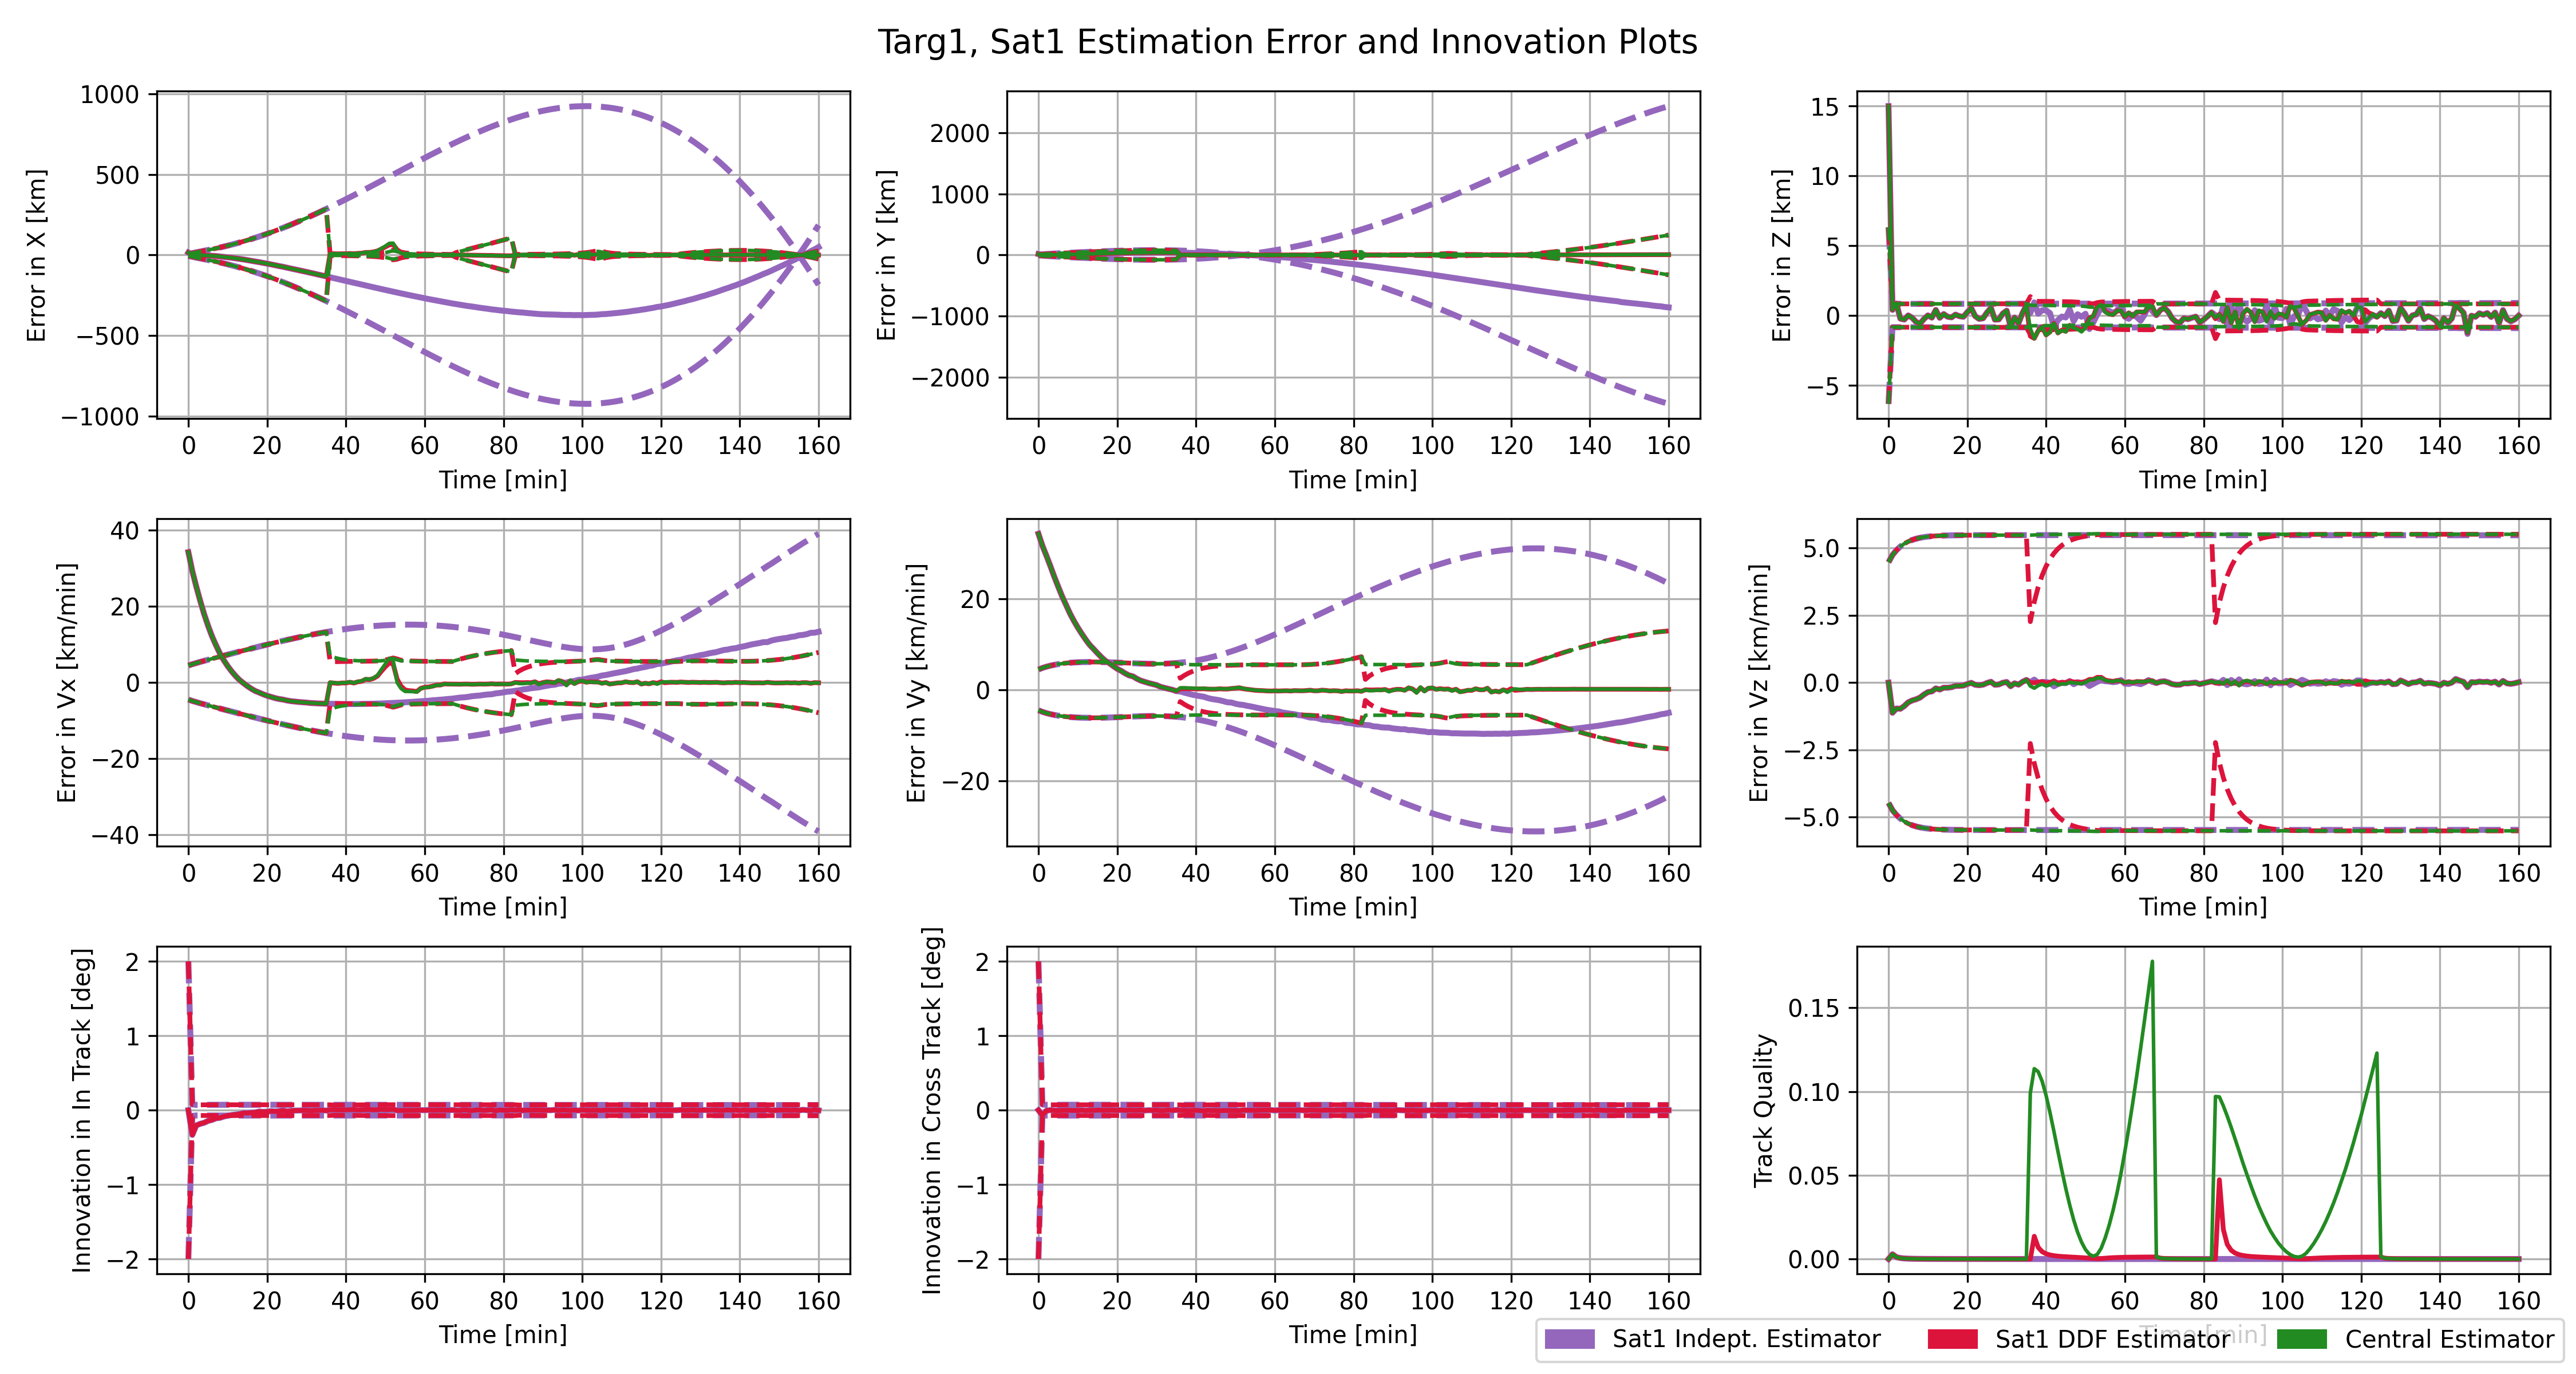 Targ1, Sat1 Estimation Error and Innovation Plots
Error in X [km]
1000
500
0
−500
−1000
0 20 40 60 80 100 120 140 160
Time [min]
Error in Y [km]
2000
1000
0
−1000
−2000
0 20 40 60 80 100 120 140 160
Time [min]
Error in Z [km]
15
10
5
0
−5
0 20 40 60 80 100 120 140 160
Time [min]
Error in Vx [km/min]
40
20
0
−20
−40
0 20 40 60 80 100 120 140 160
Time [min]
Error in Vy [km/min]
20
0
−20
0 20 40 60 80 100 120 140 160
Time [min]
Error in Vz [km/min]
5.0
2.5
0.0
−2.5
−5.0
0 20 40 60 80 100 120 140 160
Time [min]
Innovation in In Track [deg]
2
1
0
−1
−2
0 20 40 60 80 100 120 140 160
Time [min]
Innovation in Cross Track [deg]
2
1
0
−1
−2
0 20 40 60 80 100 120 140 160
Time [min]
Track Quality
0.15
0.10
0.05
0.00
0 20 40 60 80 100 120 140 160
Time [min]
Sat1 Indept. Estimator Sat1 DDF Estimator Central Estimator